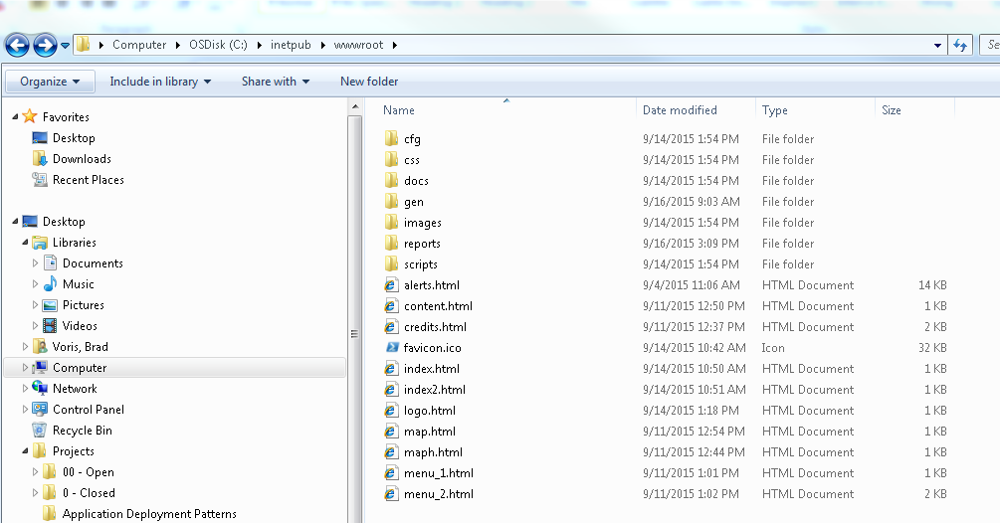 Computer OSDisk (C:) inetpub wwwroot
Organize Include in library Share with New folder
Favorites
Desktop
Downloads
Recent Places
Desktop
Libraries
Documents
Music
Pictures
Videos
Voris, Brad
Computer
Network
Control Panel
Recycle Bin
Projects
00 - Open
0 - Closed
Application Deployment Patterns
Name Date modified Type Size
cfg 9/14/2015 1:54 PM File folder
css 9/14/2015 1:54 PM File folder
docs 9/14/2015 1:54 PM File folder
gen 9/16/2015 9:03 AM File folder
images 9/14/2015 1:54 PM File folder
reports 9/16/2015 3:09 PM File folder
scripts 9/14/2015 1:54 PM File folder
alerts.html 9/4/2015 11:06 AM HTML Document 14 KB
content.html 9/11/2015 12:50 PM HTML Document 1 KB
credits.html 9/11/2015 12:37 PM HTML Document 2 KB
favicon.ico 9/14/2015 10:42 AM Icon 32 KB
index.html 9/14/2015 10:50 AM HTML Document 1 KB
index2.html 9/14/2015 10:51 AM HTML Document 1 KB
logo.html 9/14/2015 1:18 PM HTML Document 1 KB
map.html 9/11/2015 12:54 PM HTML Document 1 KB
maph.html 9/11/2015 12:44 PM HTML Document 1 KB
menu_1.html 9/11/2015 1:01 PM HTML Document 1 KB
menu_2.html 9/11/2015 1:02 PM HTML Document 2 KB